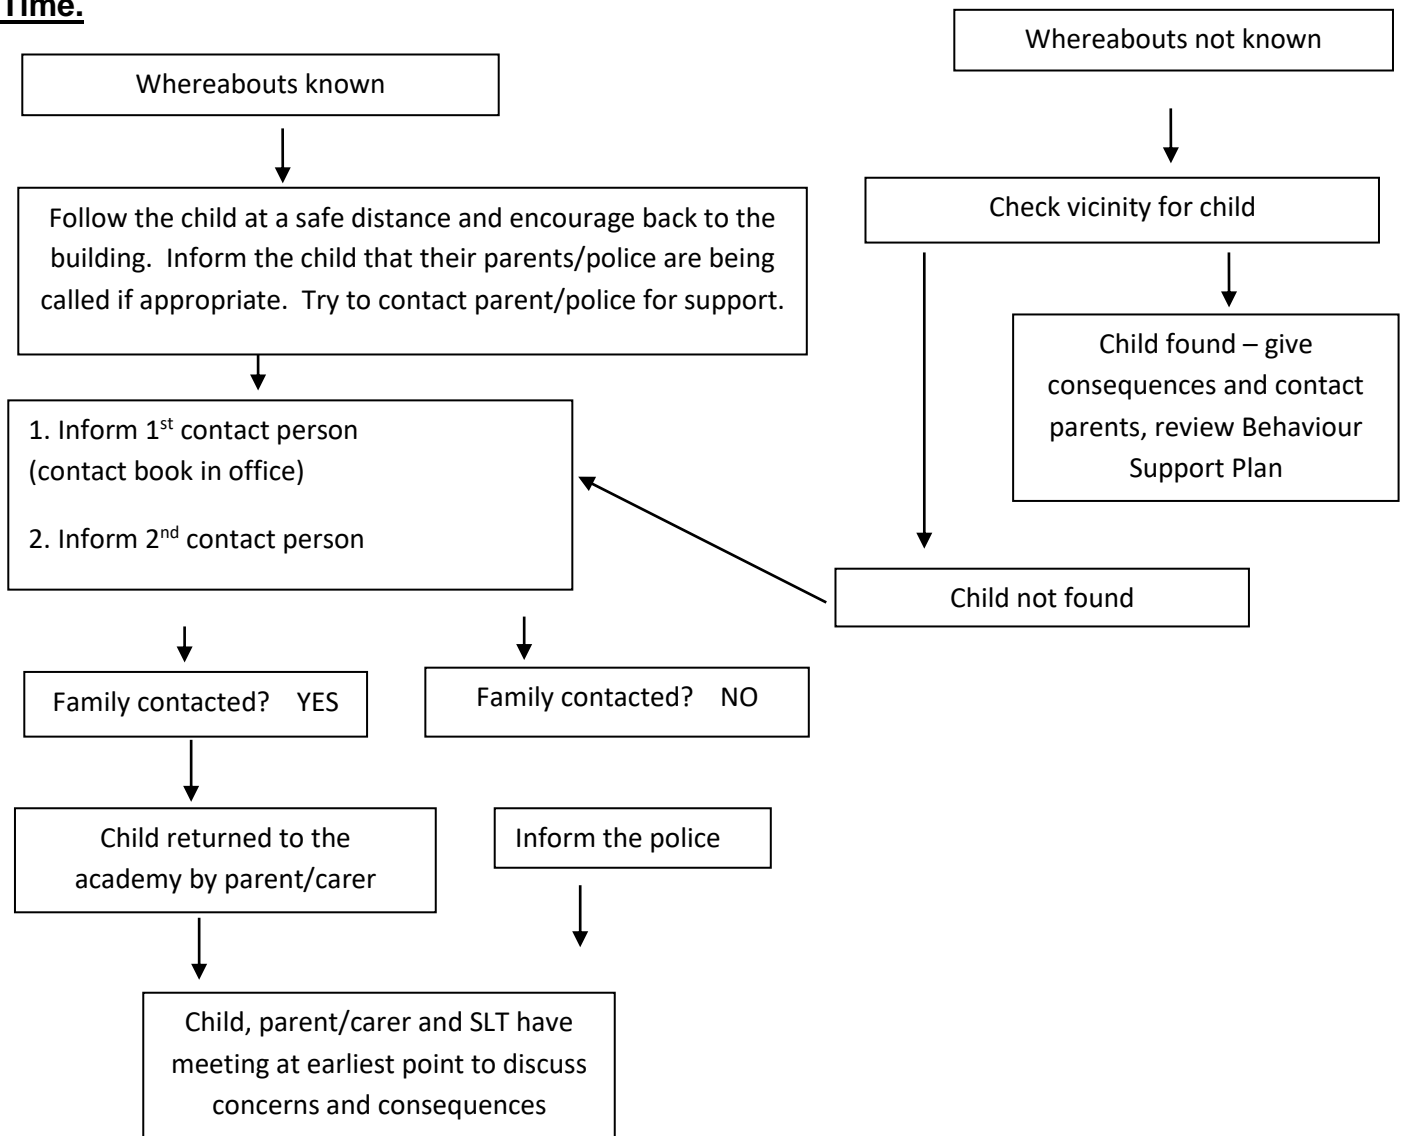 Time.
Whereabouts not known
Whereabouts known
Follow the child at a safe distance and encourage back to the
building.  Inform the child that their parents/police are being
called if appropriate.  Try to contact parent/police for support.
Check vicinity for child
Child found – give
consequences and contact
parents, review Behaviour
Support Plan
1. Inform 1st contact person
(contact book in office)
2. Inform 2nd contact person
Child not found
Family contacted?    YES
Family contacted?    NO
Child returned to the
academy by parent/carer
Inform the police
Child, parent/carer and SLT have
meeting at earliest point to discuss
concerns and consequences